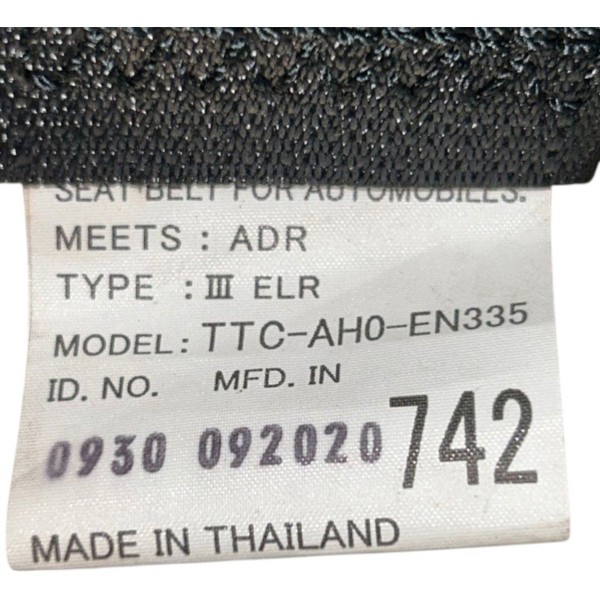 SEAT BELT FOR AUTOMOBILES.
MEETS : ADR
TYPE : Ⅲ ELR
MODEL: TTC-AH0-EN335
ID. NO. MFD. IN
0930 092020 742
MADE IN THAILAND